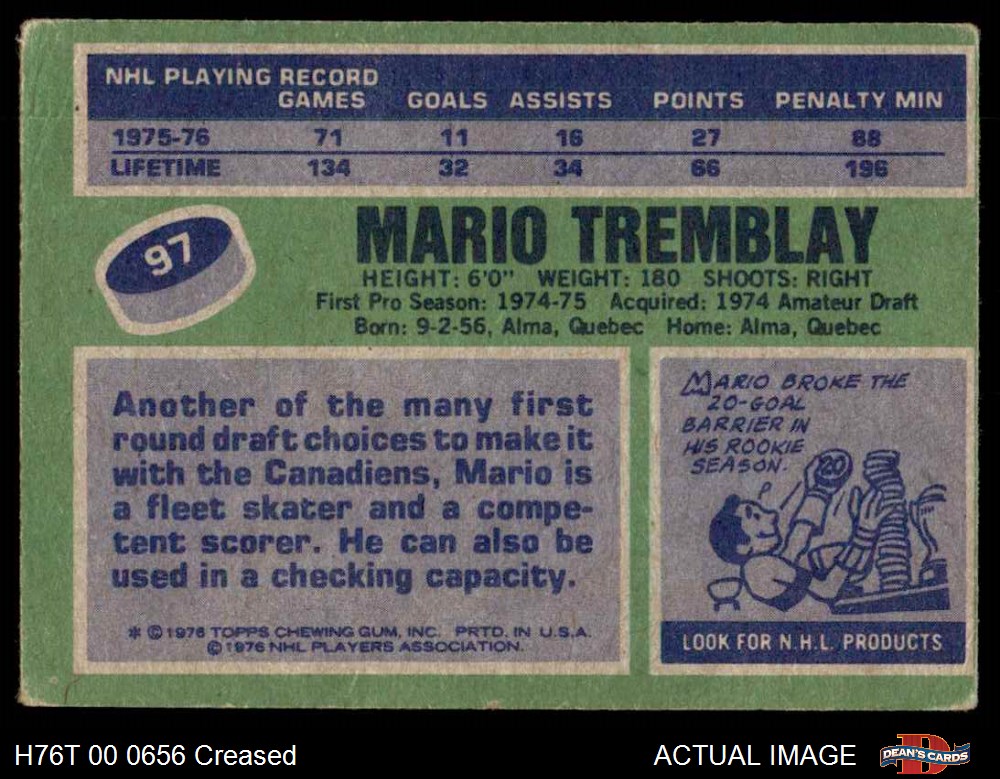 NHL PLAYING RECORD
GAMES GOALS ASSISTS POINTS PENALTY MIN
1975-76 71 11 16 27 88
LIFETIME 134 32 34 66 196
97
MARIO TREMBLAY
HEIGHT: 6'0" WEIGHT: 180 SHOOTS: RIGHT
First Pro Season: 1974-75 Acquired: 1974 Amateur Draft
Born: 9-2-56, Alma, Quebec Home: Alma, Quebec
Another of the many first
round draft choices to make it
with the Canadiens, Mario is
a fleet skater and a compe-
tent scorer. He can also be
used in a checking capacity.
* © 1976 TOPPS CHEWING GUM, INC. PRTD. IN U.S.A.
© 1976 NHL PLAYERS ASSOCIATION.
MARIO BROKE THE
20-GOAL
BARRIER IN
HIS ROOKIE
SEASON.
20
LOOK FOR N.H.L. PRODUCTS
H76T 00 0656 Creased
ACTUAL IMAGE
D
DEAN'S CARDS